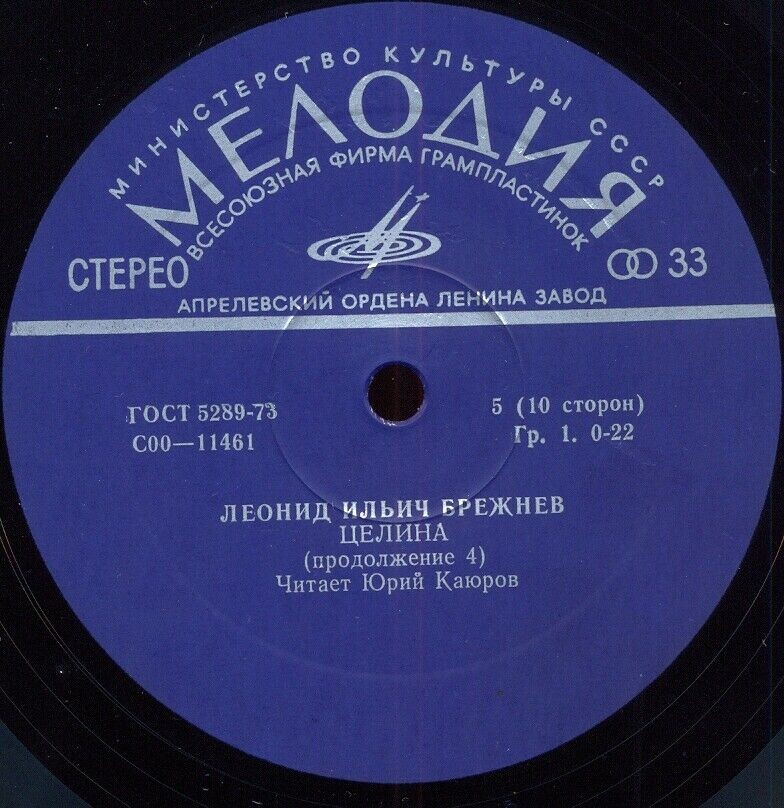 МИНИСТЕРСТВО КУЛЬТУРЫ СССР
МЕЛОДИЯ
ВСЕСОЮЗНАЯ ФИРМА ГРАМПЛАСТИНОК
СТЕРЕО
33
АПРЕЛЕВСКИЙ ОРДЕНА ЛЕНИНА ЗАВОД
ГОСТ 5289-73
5 (10 сторон)
С00—11461
Гр. 1. 0-22
ЛЕОНИД ИЛЬИЧ БРЕЖНЕВ
ЦЕЛИНА
(продолжение 4)
Читает Юрий Каюров